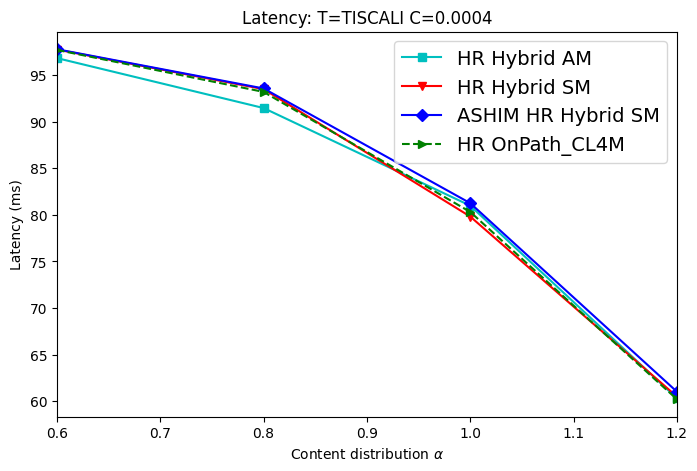 Latency: T=TISCALI C=0.0004
HR Hybrid AM
HR Hybrid SM
ASHIM HR Hybrid SM
HR OnPath_CL4M
Latency (ms)
95
90
85
80
75
70
65
60
0.6 0.7 0.8 0.9 1.0 1.1 1.2
Content distribution α